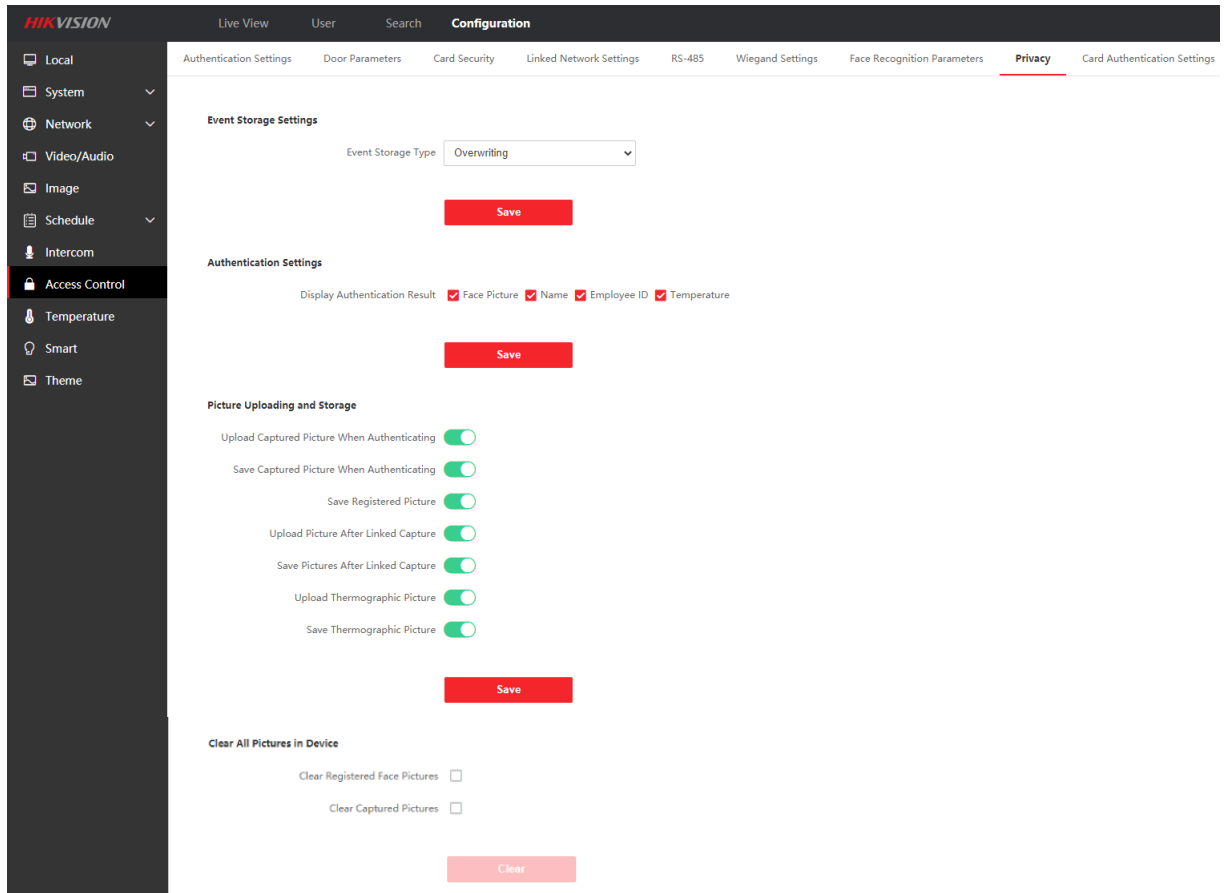 HIKVISION Live View User Search Configuration
Local
System
Network
Video/Audio
Image
Schedule
Intercom
Access Control
Temperature
Smart
Theme
Authentication Settings Door Parameters Card Security Linked Network Settings RS-485 Wiegand Settings Face Recognition Parameters Privacy Card Authentication Settings
Event Storage Settings
Event Storage Type Overwriting
Save
Authentication Settings
Display Authentication Result Face Picture Name Employee ID Temperature
Save
Picture Uploading and Storage
Upload Captured Picture When Authenticating
Save Captured Picture When Authenticating
Save Registered Picture
Upload Picture After Linked Capture
Save Pictures After Linked Capture
Upload Thermographic Picture
Save Thermographic Picture
Save
Clear All Pictures in Device
Clear Registered Face Pictures
Clear Captured Pictures
Clear